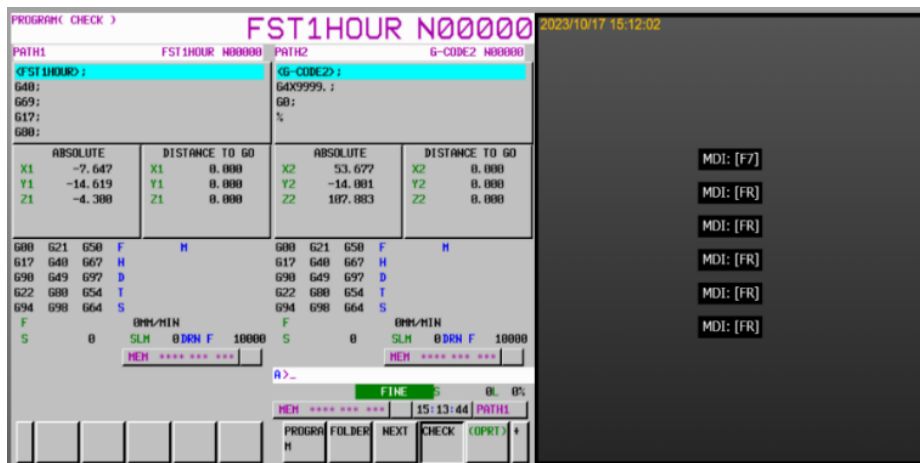 PROGRAM( CHECK )
FST1HOUR N00000
PATH1 FST1HOUR N00000
<FST1HOUR> ;
G40 ;
G69 ;
G17 ;
G80 ;
ABSOLUTE DISTANCE TO GO
X1 -7.647 X1 0.000
Y1 -14.619 Y1 0.000
Z1 -4.300 Z1 0.000
G00 G21 G50 F M
G17 G40 G67 H
G90 G49 G97 D
G22 G80 G54 T
G94 G98 G64 S
F 0MM/MIN
S 0 SLM 0 DRN F 10000
MEM **** *** ***
PATH2 G-CODE2 N00000
<G-CODE2> ;
G4X9999. ;
G0 ;
%
ABSOLUTE DISTANCE TO GO
X2 53.677 X2 0.000
Y2 -14.001 Y2 0.000
Z2 107.883 Z2 0.000
G00 G21 G50 F M
G17 G40 G67 H
G90 G49 G97 D
G22 G80 G54 T
G94 G98 G64 S
F 0MM/MIN
S 0 SLM 0 DRN F 10000
MEM **** *** ***
A>_
FINE S 0L 0%
MEM **** *** *** 15:13:44 PATH1
PROGRA
M
FOLDER NEXT CHECK (OPRT) +
2023/10/17 15:12:02
MDI: [F7]
MDI: [FR]
MDI: [FR]
MDI: [FR]
MDI: [FR]
MDI: [FR]